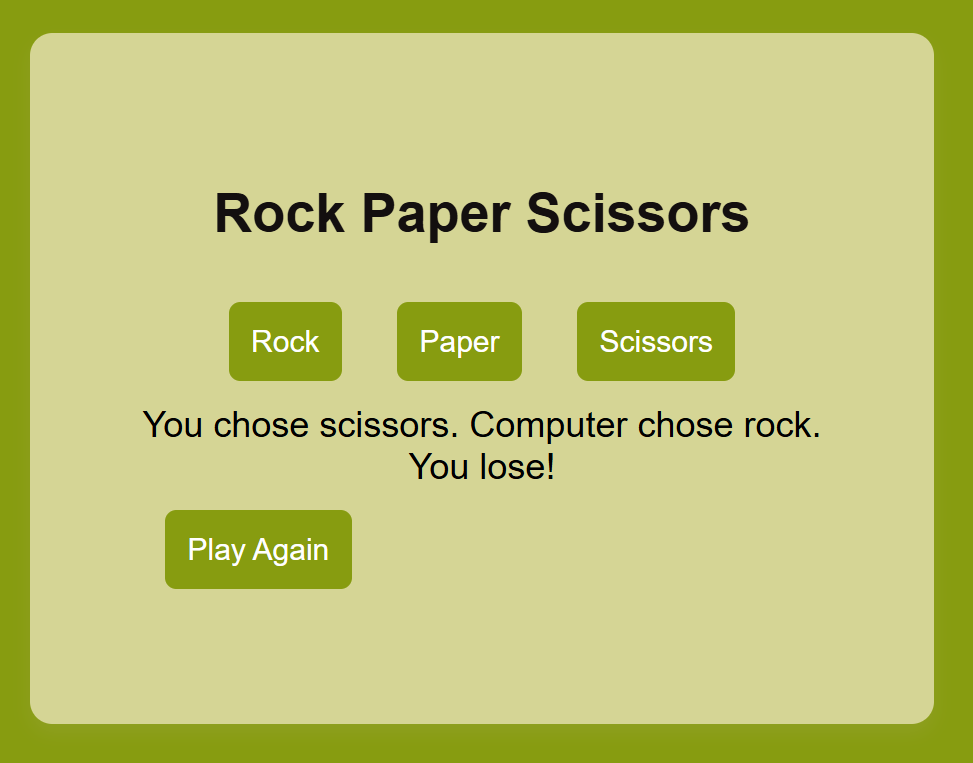 Rock Paper Scissors
Rock Paper Scissors
You chose scissors. Computer chose rock.
You lose!
Play Again